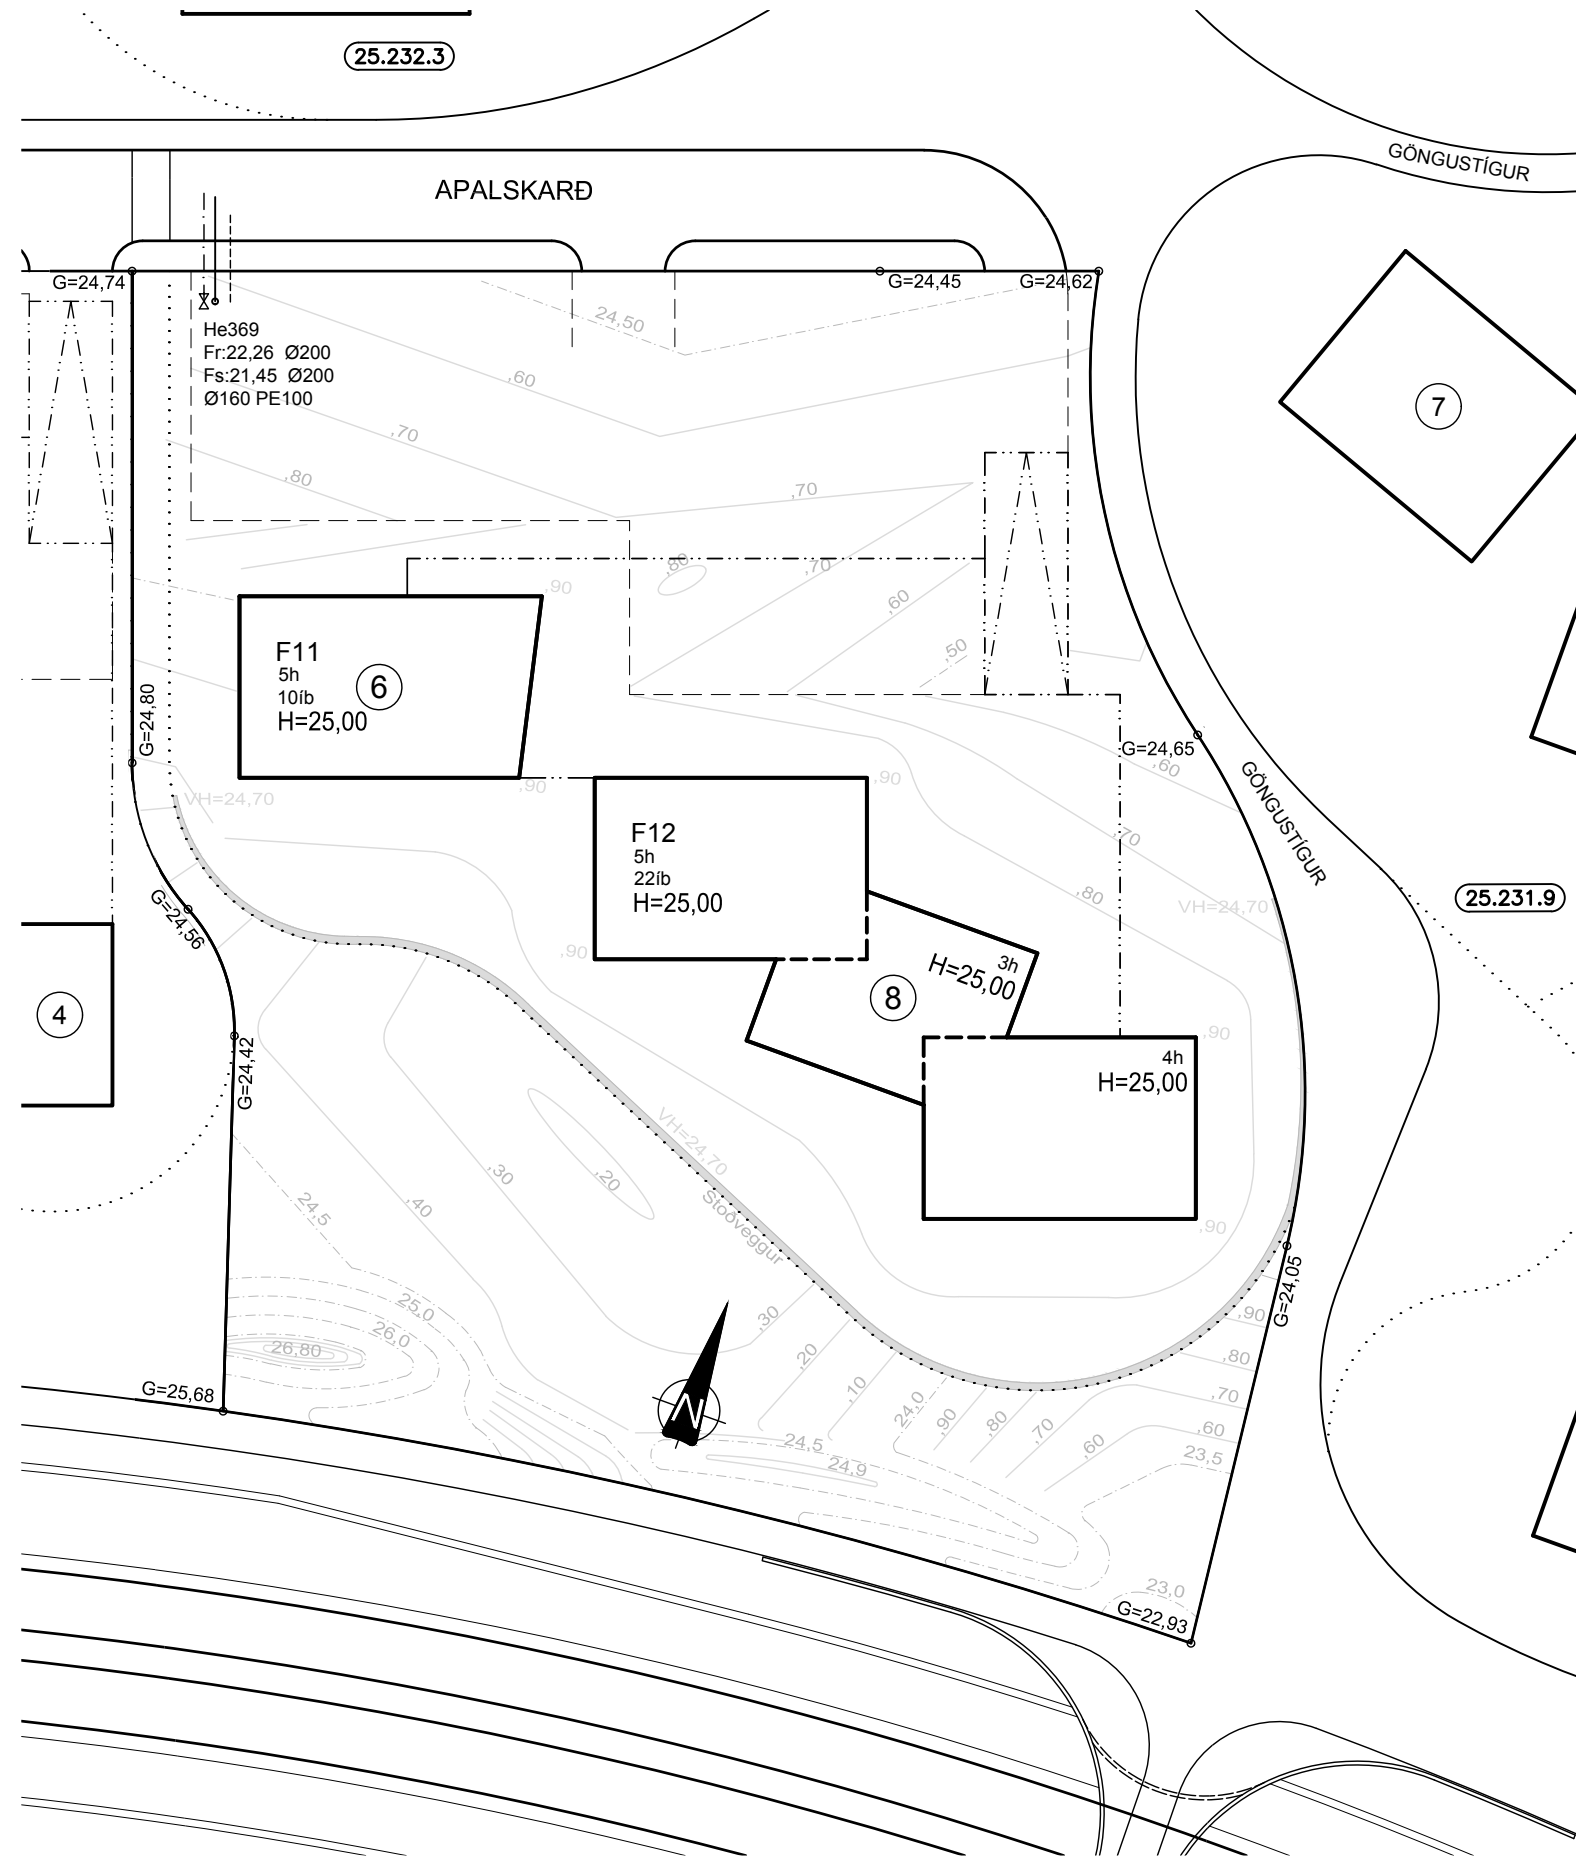 25.232.3
GÖNGUSTÍGUR
APALSKARÐ
G=24,74
G=24,45
G=24,62
24,50
He369
Fr:22,26 Ø200
Fs:21,45 Ø200
Ø160 PE100
,60
7
,70
,80
,70
,80
,70
,90
,60
,50
F11
5h
10íb
H=25,00
6
G=24,80
G=24,65
,60
GÖNGUSTÍGUR
VH=24,70
,90
,90
F12
5h
22íb
H=25,00
,70
,80
VH=24,70
25.231.9
G=24,56
,90
3h
H=25,00
8
4
,90
G=24,42
4h
H=25,00
VH=24,70
,30
,20
,40
24,5
Stoðveggur
,90
G=24,05
25,0
26,0
26,80
,30
,20
,10
24,0
,90
,80
,70
,60
,90
,80
,70
,60
23,5
G=25,68
N
24,5
24,9
23,0
G=22,93